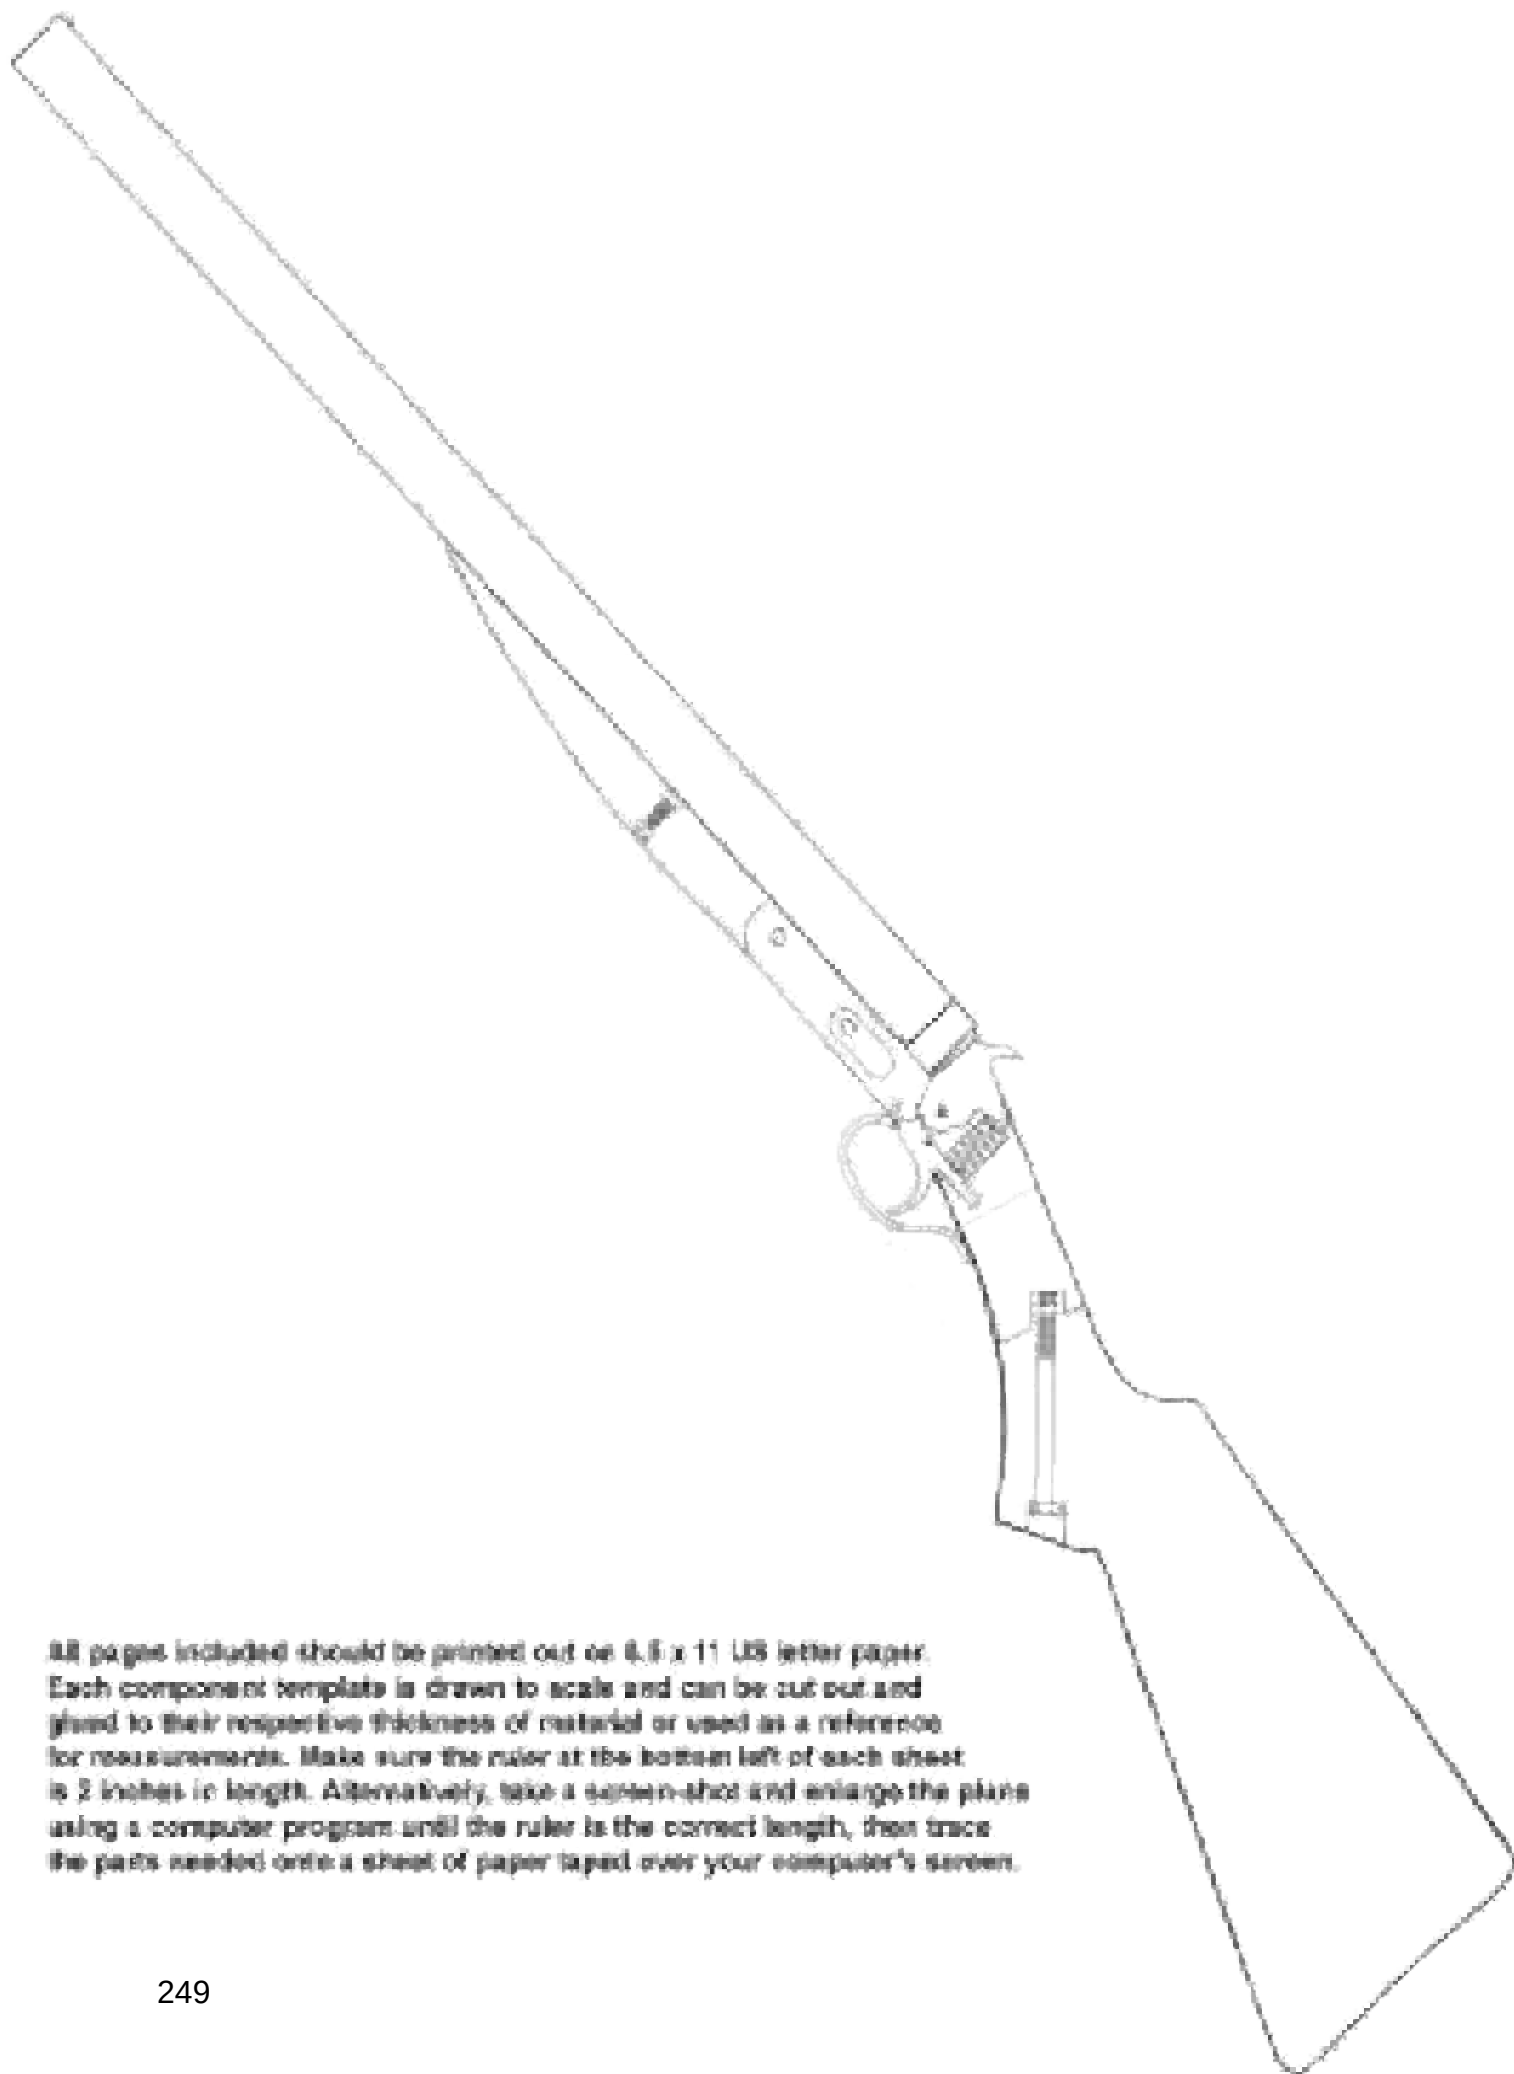 All pages included should be printed out on 8.5 x 11 US letter paper.
Each component template is drawn to scale and can be cut out and
glued to their respective thickness of material or used as a reference
for measurements. Make sure the ruler at the bottom left of each sheet
is 2 inches in length. Alternatively, take a screen-shot and enlarge the plans
using a computer program until the ruler is the correct length, then trace
the parts needed onto a sheet of paper taped over your computer's screen.
249